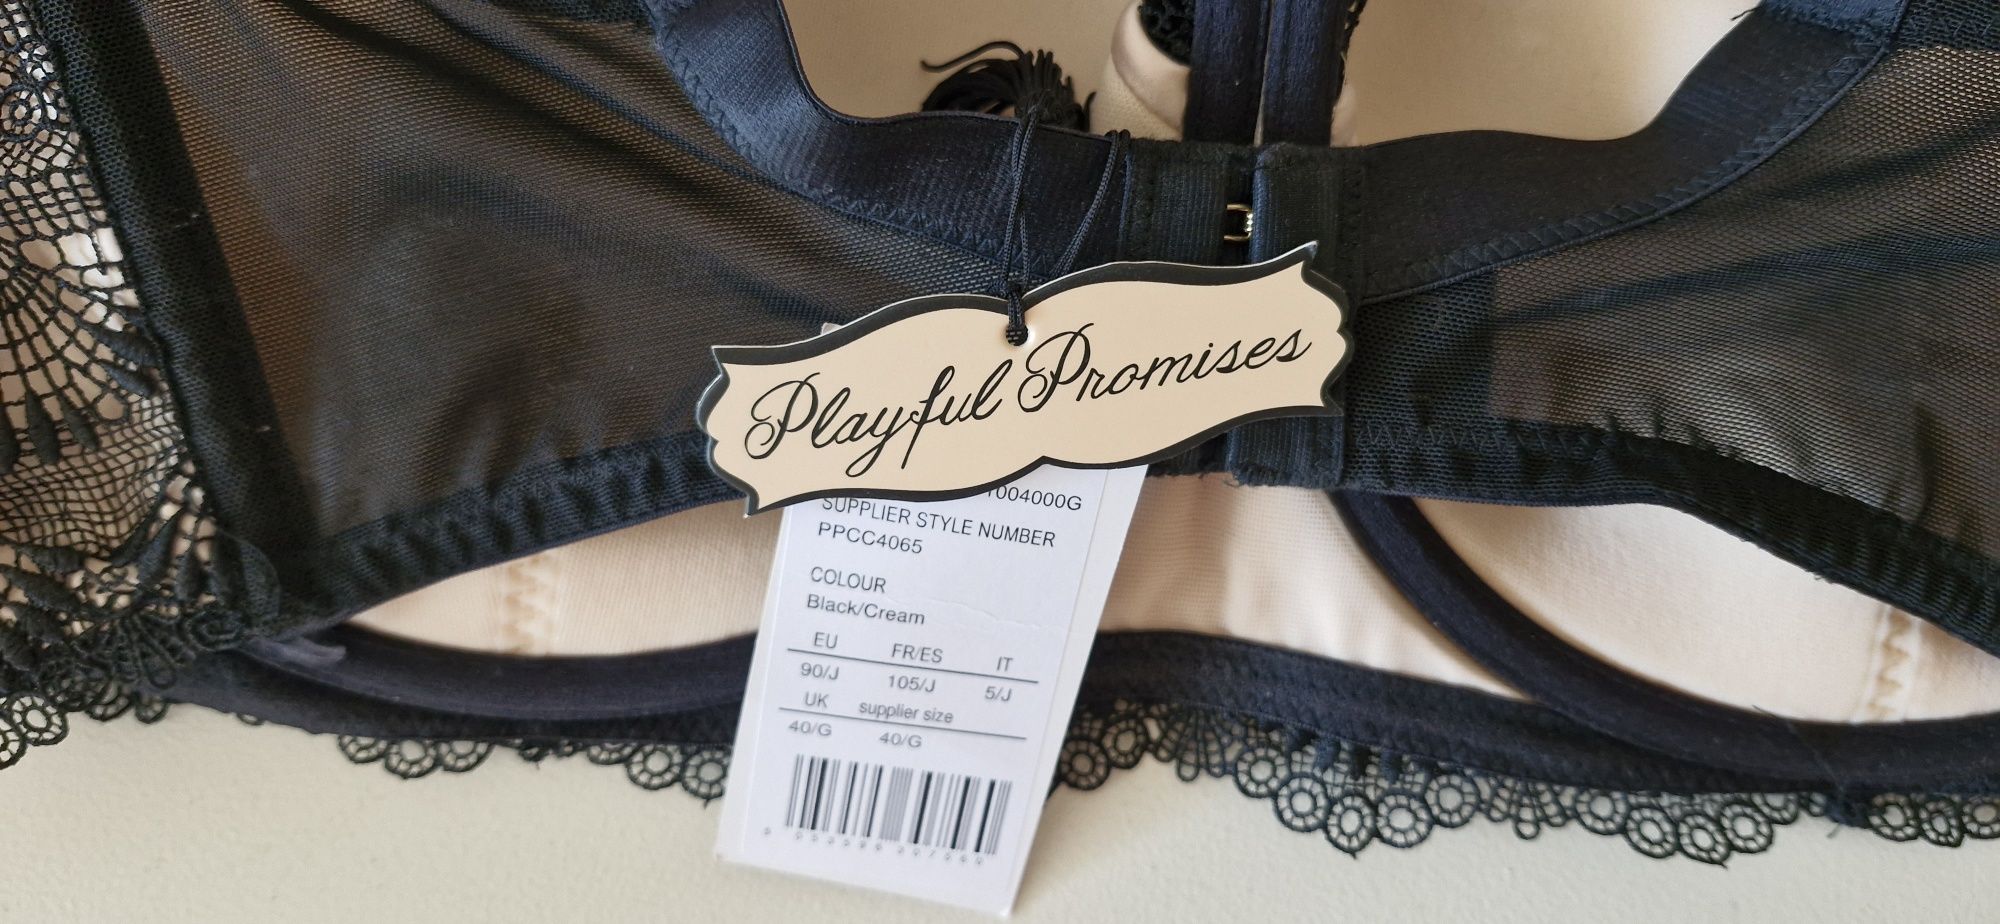 Playful Promises
1004000G
SUPPLIER STYLE NUMBER
PPCC4065
COLOUR
Black/Cream
EU FR/ES IT
90/J 105/J 5/J
UK supplier size
40/G 40/G